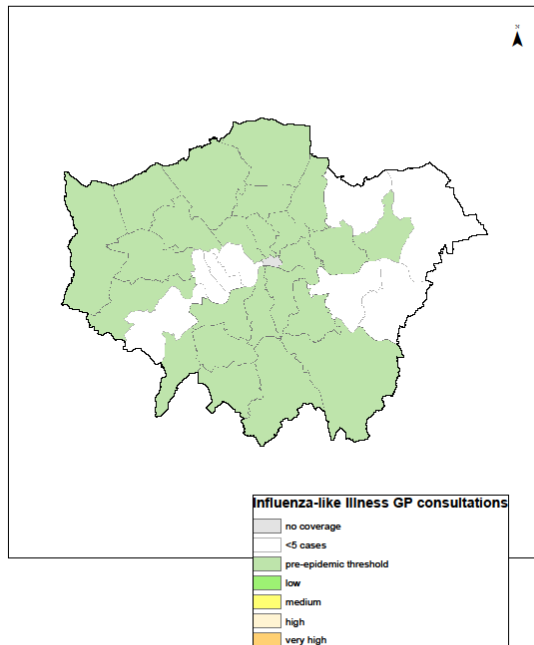 N
Influenza-like Illness GP consultations
no coverage
<5 cases
pre-epidemic threshold
low
medium
high
very high